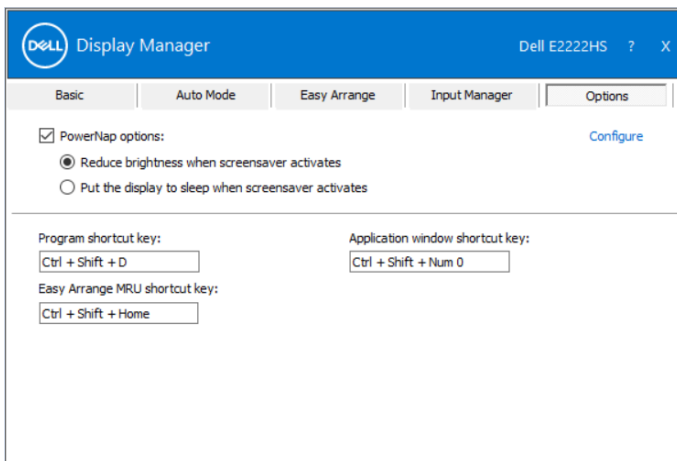 DELL Display Manager Dell E2222HS ? X
Basic Auto Mode Easy Arrange Input Manager Options
PowerNap options: Configure
Reduce brightness when screensaver activates
Put the display to sleep when screensaver activates
Program shortcut key: Application window shortcut key:
Ctrl + Shift + D Ctrl + Shift + Num 0
Easy Arrange MRU shortcut key:
Ctrl + Shift + Home